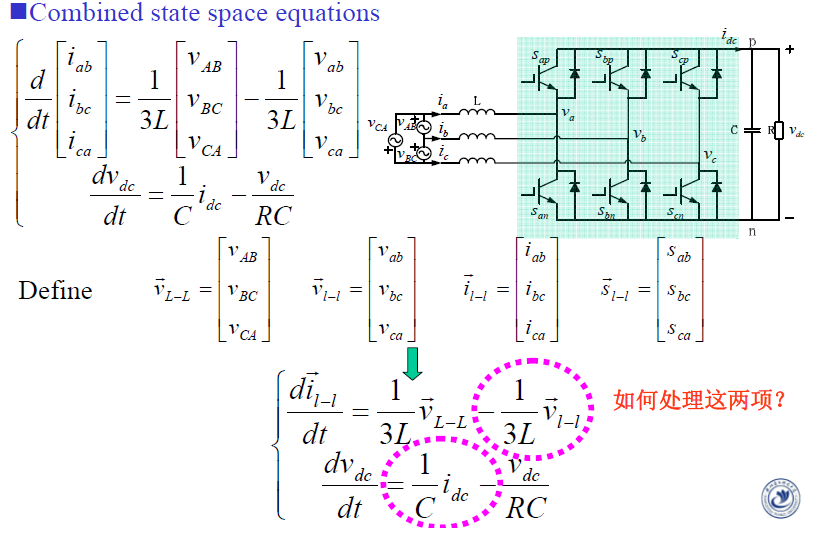 ■Combined state space equations
d/dt [i_ab i_bc i_ca] = 1/3L [v_AB v_BC v_CA] − 1/3L [v_ab v_bc v_ca]
dv_dc/dt = 1/C i_dc − v_dc/RC
i_dc p
S_ap S_bp S_cp +
i_a L v_a
v_CA + v_AB i_b v_b C R v_dc
+ + v_BC i_c v_c
S_an S_bn S_cn −
n
Define v⃗_L−L = [v_AB v_BC v_CA] v⃗_l−l = [v_ab v_bc v_ca] i⃗_l−l = [i_ab i_bc i_ca] s⃗_l−l = [s_ab s_bc s_ca]
di⃗_l−l/dt = 1/3L v⃗_L−L − 1/3L v⃗_l−l 如何处理这两项？
dv_dc/dt = 1/C i_dc − v_dc/RC